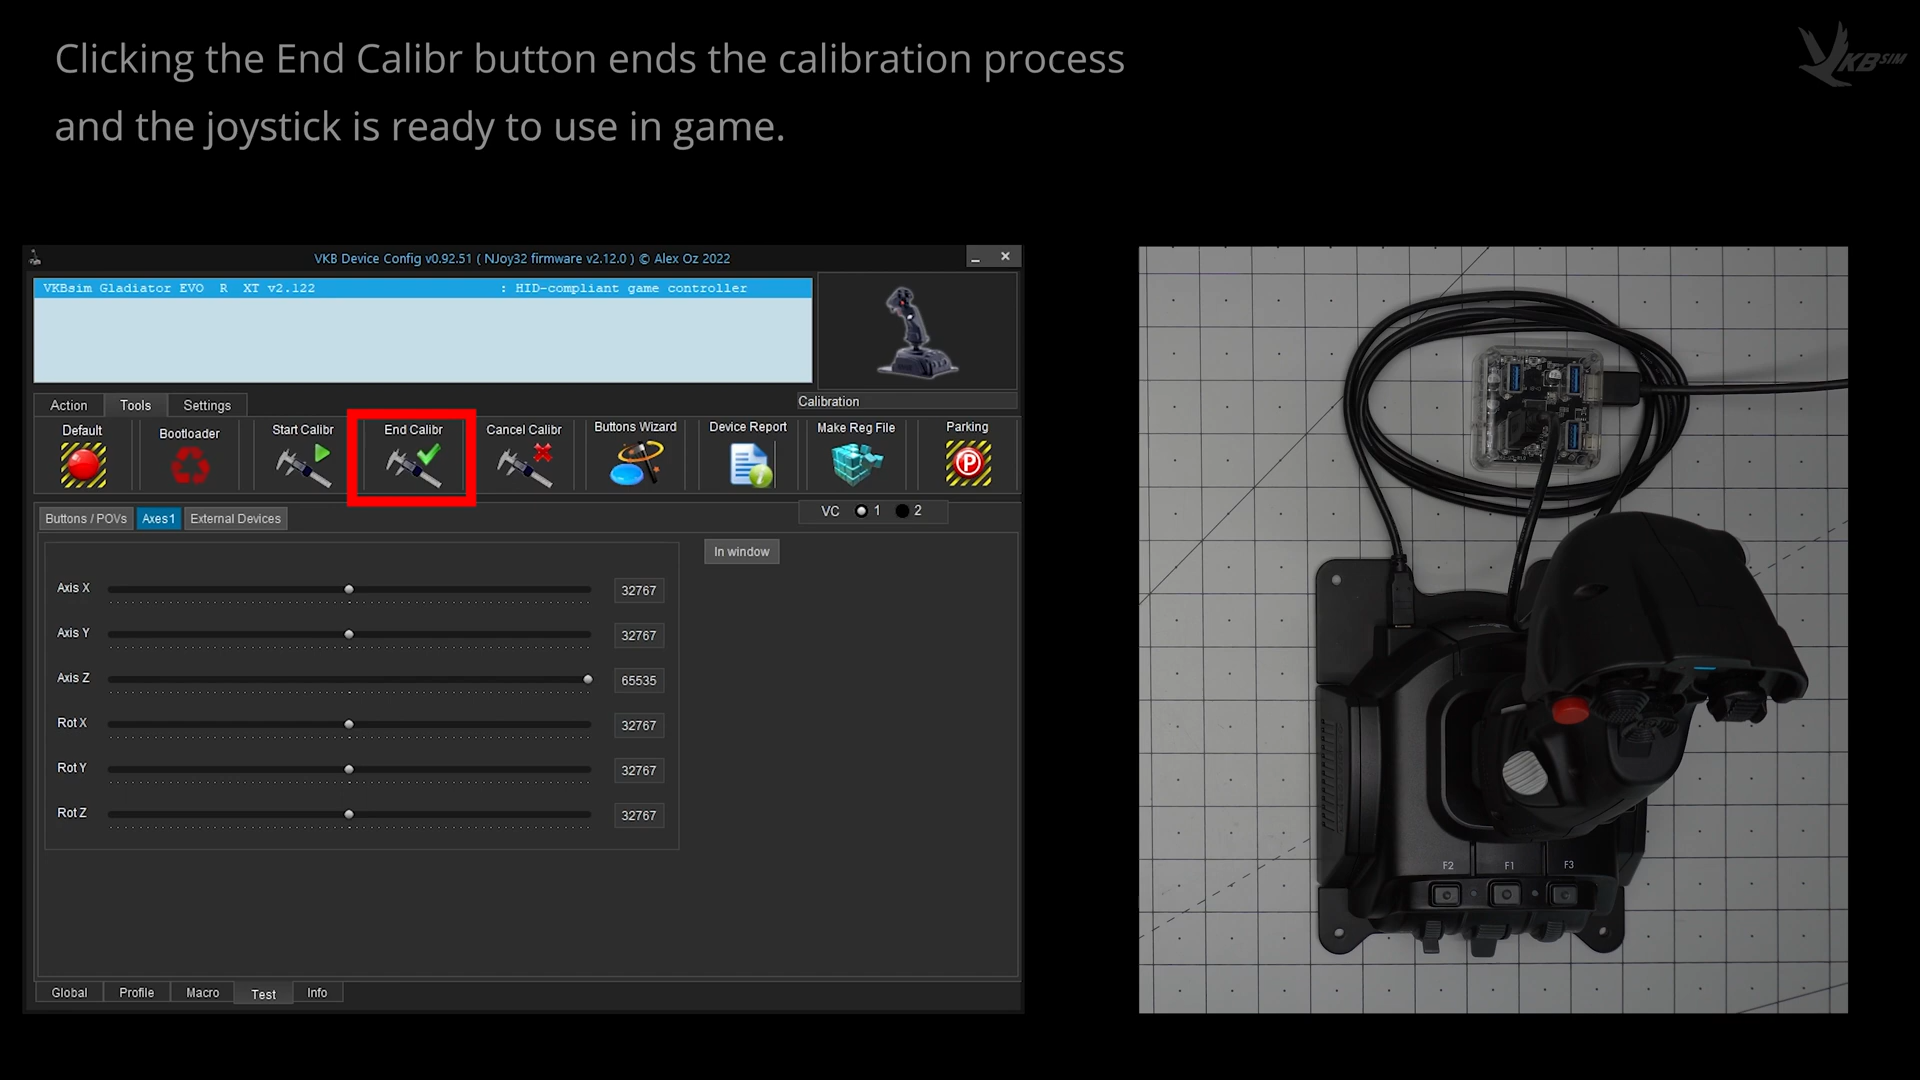 Clicking the End Calibr button ends the calibration process
and the joystick is ready to use in game.
VKBSIM
VKB Device Config v0.92.51 ( NJoy32 firmware v2.12.0 ) © Alex Oz 2022
VKBsim Gladiator EVO R XT v2.122 : HID-compliant game controller
Action Tools Settings
Calibration
Default Bootloader Start Calibr End Calibr Cancel Calibr Buttons Wizard Device Report Make Reg File Parking
P
Buttons / POVs Axes1 External Devices
VC 1 2
In window
Axis X 32767
Axis Y 32767
Axis Z 65535
Rot X 32767
Rot Y 32767
Rot Z 32767
Global Profile Macro Test Info
F2 F1 F3